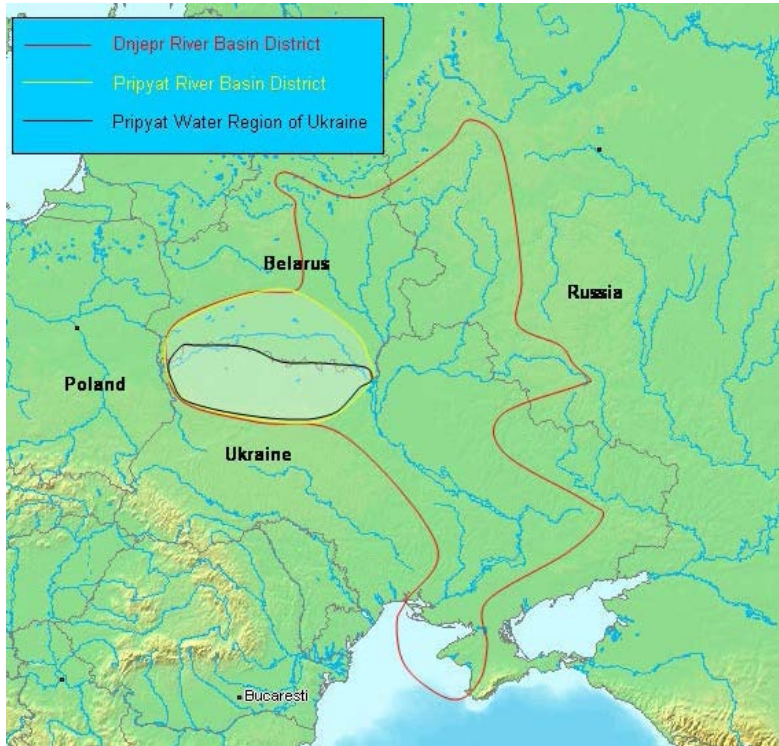 Dnjepr River Basin District
Pripyat River Basin District
Pripyat Water Region of Ukraine
Belarus
Russia
Poland
Ukraine
Bucaresti